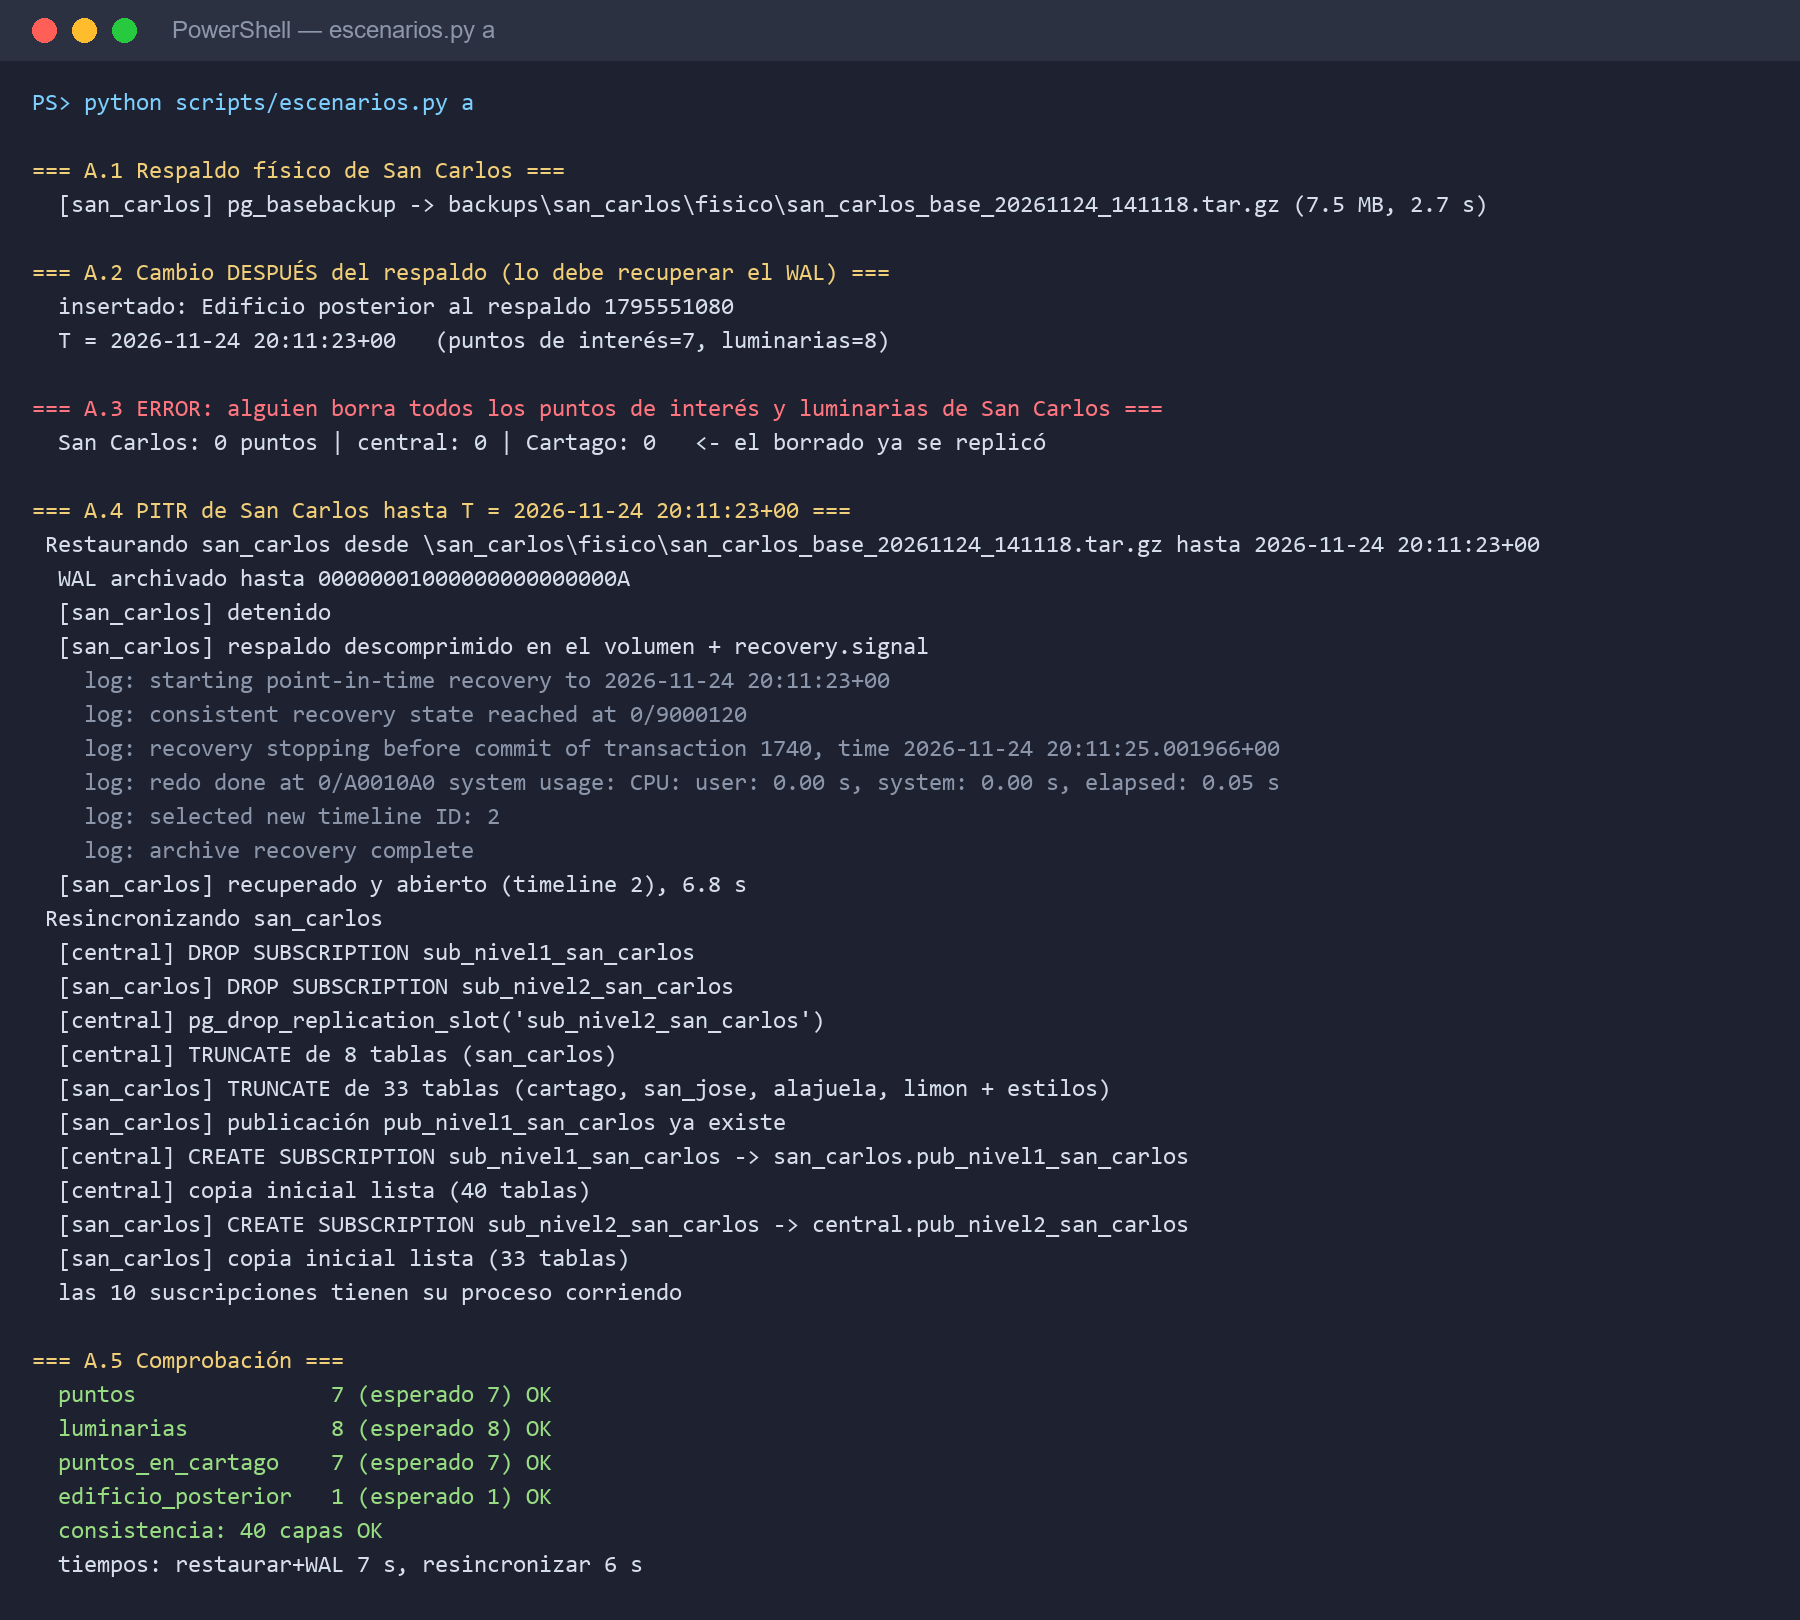 PowerShell — escenarios.py a
PS> python scripts/escenarios.py a
=== A.1 Respaldo físico de San Carlos ===
[san_carlos] pg_basebackup -> backups\san_carlos\fisico\san_carlos_base_20261124_141118.tar.gz (7.5 MB, 2.7 s)
=== A.2 Cambio DESPUÉS del respaldo (lo debe recuperar el WAL) ===
insertado: Edificio posterior al respaldo 1795551080
T = 2026-11-24 20:11:23+00   (puntos de interés=7, luminarias=8)
=== A.3 ERROR: alguien borra todos los puntos de interés y luminarias de San Carlos ===
San Carlos: 0 puntos | central: 0 | Cartago: 0   <- el borrado ya se replicó
=== A.4 PITR de San Carlos hasta T = 2026-11-24 20:11:23+00 ===
Restaurando san_carlos desde \san_carlos\fisico\san_carlos_base_20261124_141118.tar.gz hasta 2026-11-24 20:11:23+00
WAL archivado hasta 00000001000000000000000A
[san_carlos] detenido
[san_carlos] respaldo descomprimido en el volumen + recovery.signal
log: starting point-in-time recovery to 2026-11-24 20:11:23+00
log: consistent recovery state reached at 0/9000120
log: recovery stopping before commit of transaction 1740, time 2026-11-24 20:11:25.001966+00
log: redo done at 0/A0010A0 system usage: CPU: user: 0.00 s, system: 0.00 s, elapsed: 0.05 s
log: selected new timeline ID: 2
log: archive recovery complete
[san_carlos] recuperado y abierto (timeline 2), 6.8 s
Resincronizando san_carlos
[central] DROP SUBSCRIPTION sub_nivel1_san_carlos
[san_carlos] DROP SUBSCRIPTION sub_nivel2_san_carlos
[central] pg_drop_replication_slot('sub_nivel2_san_carlos')
[central] TRUNCATE de 8 tablas (san_carlos)
[san_carlos] TRUNCATE de 33 tablas (cartago, san_jose, alajuela, limon + estilos)
[san_carlos] publicación pub_nivel1_san_carlos ya existe
[central] CREATE SUBSCRIPTION sub_nivel1_san_carlos -> san_carlos.pub_nivel1_san_carlos
[central] copia inicial lista (40 tablas)
[san_carlos] CREATE SUBSCRIPTION sub_nivel2_san_carlos -> central.pub_nivel2_san_carlos
[san_carlos] copia inicial lista (33 tablas)
las 10 suscripciones tienen su proceso corriendo
=== A.5 Comprobación ===
puntos               7 (esperado 7) OK
luminarias           8 (esperado 8) OK
puntos_en_cartago    7 (esperado 7) OK
edificio_posterior   1 (esperado 1) OK
consistencia: 40 capas OK
tiempos: restaurar+WAL 7 s, resincronizar 6 s